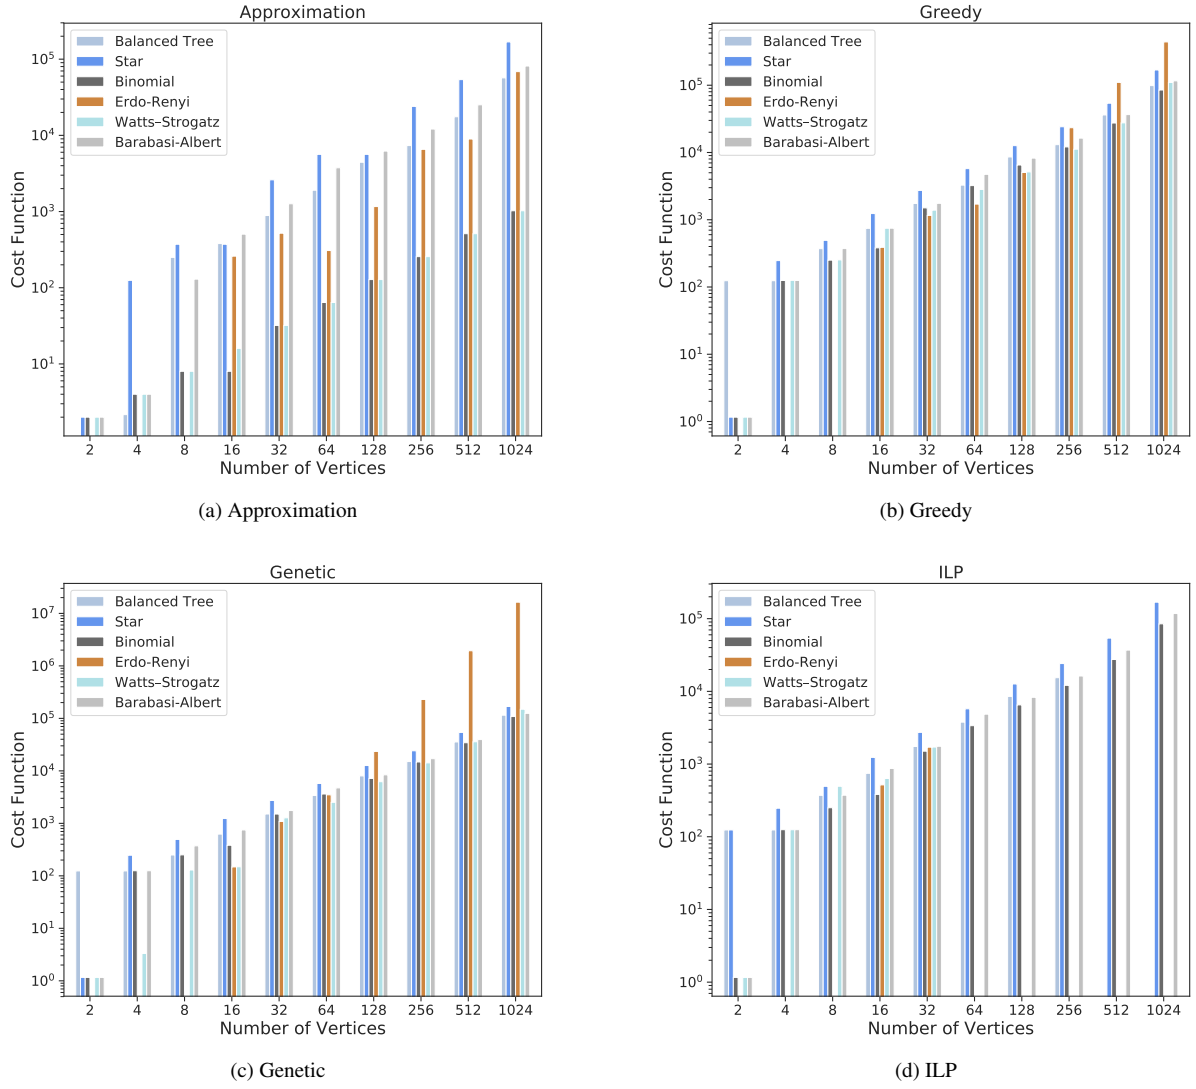 Approximation
Cost Function
10^5
10^4
10^3
10^2
10^1
Balanced Tree
Star
Binomial
Erdo-Renyi
Watts–Strogatz
Barabasi-Albert
2 4 8 16 32 64 128 256 512 1024
Number of Vertices
(a) Approximation
Greedy
Cost Function
10^5
10^4
10^3
10^2
10^1
10^0
Balanced Tree
Star
Binomial
Erdo-Renyi
Watts–Strogatz
Barabasi-Albert
2 4 8 16 32 64 128 256 512 1024
Number of Vertices
(b) Greedy
Genetic
Cost Function
10^7
10^6
10^5
10^4
10^3
10^2
10^1
10^0
Balanced Tree
Star
Binomial
Erdo-Renyi
Watts–Strogatz
Barabasi-Albert
2 4 8 16 32 64 128 256 512 1024
Number of Vertices
(c) Genetic
ILP
Cost Function
10^5
10^4
10^3
10^2
10^1
10^0
Balanced Tree
Star
Binomial
Erdo-Renyi
Watts–Strogatz
Barabasi-Albert
2 4 8 16 32 64 128 256 512 1024
Number of Vertices
(d) ILP